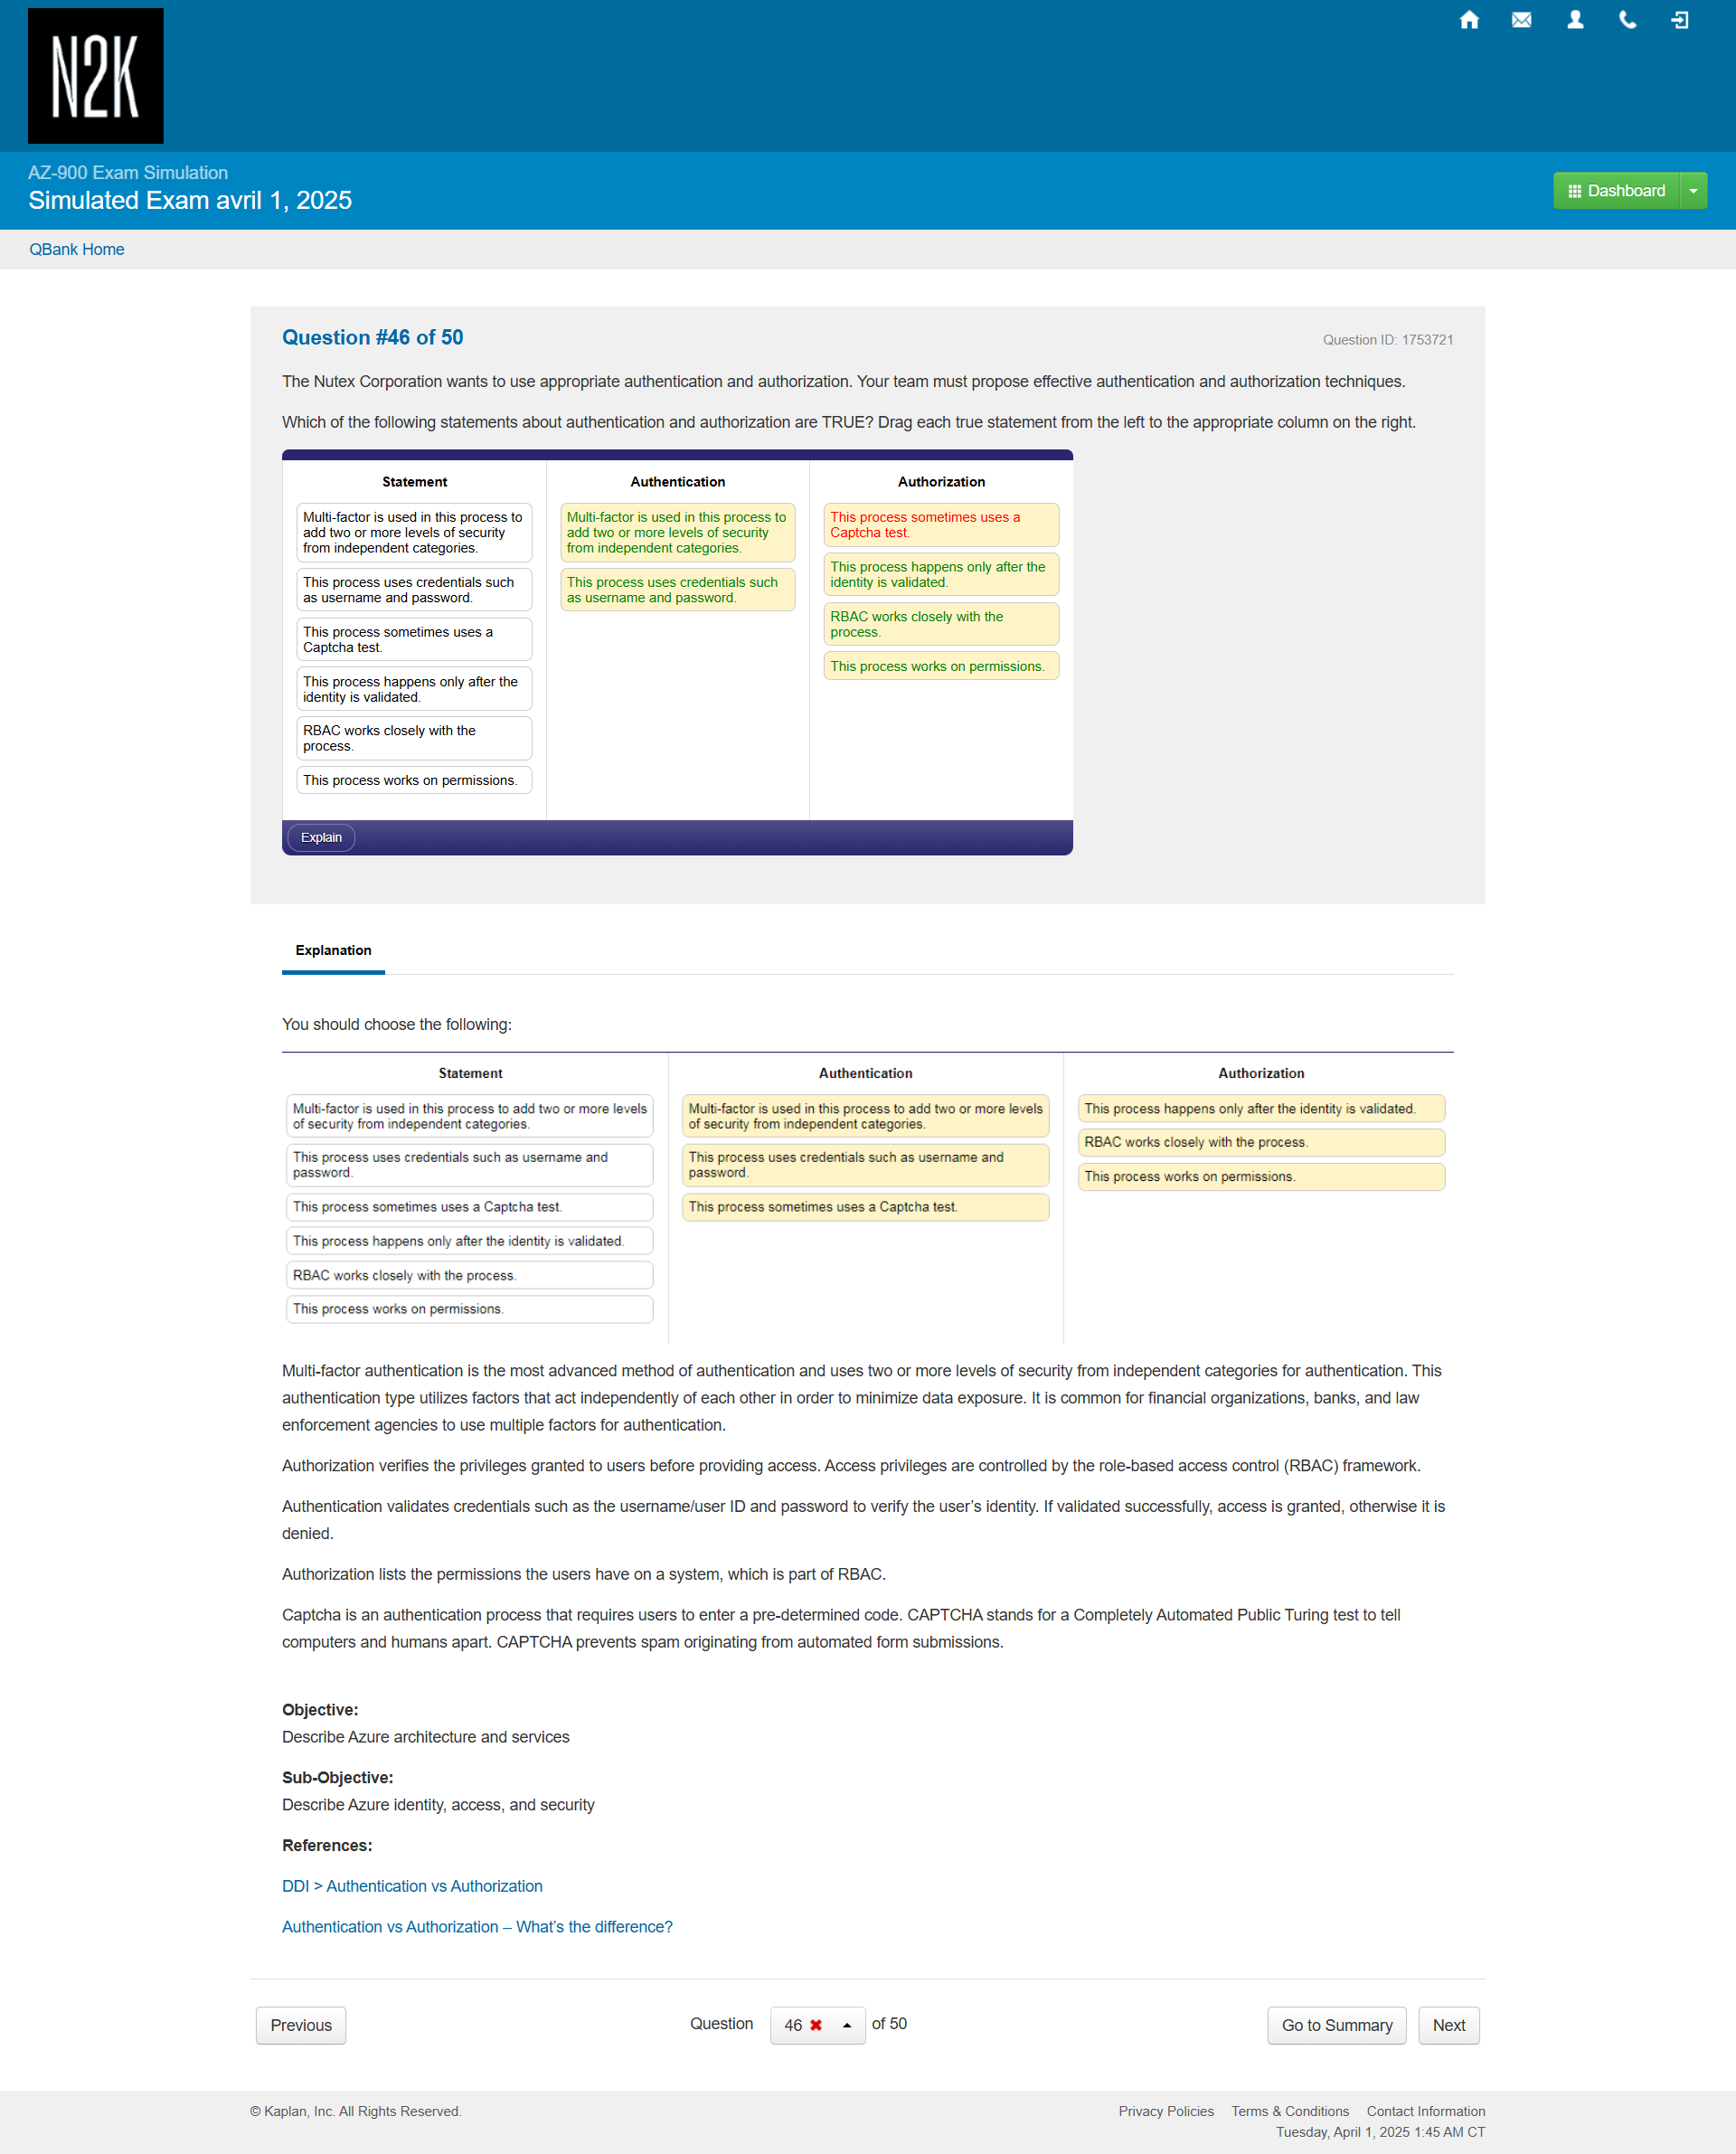 N2K
AZ-900 Exam Simulation
Simulated Exam avril 1, 2025
Dashboard
QBank Home
Question #46 of 50
Question ID: 1753721
The Nutex Corporation wants to use appropriate authentication and authorization. Your team must propose effective authentication and authorization techniques.
Which of the following statements about authentication and authorization are TRUE? Drag each true statement from the left to the appropriate column on the right.
Statement
Multi-factor is used in this process to
add two or more levels of security
from independent categories.
This process uses credentials such
as username and password.
This process sometimes uses a
Captcha test.
This process happens only after the
identity is validated.
RBAC works closely with the
process.
This process works on permissions.
Authentication
Multi-factor is used in this process to
add two or more levels of security
from independent categories.
This process uses credentials such
as username and password.
Authorization
This process sometimes uses a
Captcha test.
This process happens only after the
identity is validated.
RBAC works closely with the
process.
This process works on permissions.
Explain
Explanation
You should choose the following:
Statement
Multi-factor is used in this process to add two or more levels
of security from independent categories.
This process uses credentials such as username and
password.
This process sometimes uses a Captcha test.
This process happens only after the identity is validated.
RBAC works closely with the process.
This process works on permissions.
Authentication
Multi-factor is used in this process to add two or more levels
of security from independent categories.
This process uses credentials such as username and
password.
This process sometimes uses a Captcha test.
Authorization
This process happens only after the identity is validated.
RBAC works closely with the process.
This process works on permissions.
Multi-factor authentication is the most advanced method of authentication and uses two or more levels of security from independent categories for authentication. This
authentication type utilizes factors that act independently of each other in order to minimize data exposure. It is common for financial organizations, banks, and law
enforcement agencies to use multiple factors for authentication.
Authorization verifies the privileges granted to users before providing access. Access privileges are controlled by the role-based access control (RBAC) framework.
Authentication validates credentials such as the username/user ID and password to verify the user’s identity. If validated successfully, access is granted, otherwise it is
denied.
Authorization lists the permissions the users have on a system, which is part of RBAC.
Captcha is an authentication process that requires users to enter a pre-determined code. CAPTCHA stands for a Completely Automated Public Turing test to tell
computers and humans apart. CAPTCHA prevents spam originating from automated form submissions.
Objective:
Describe Azure architecture and services
Sub-Objective:
Describe Azure identity, access, and security
References:
DDI > Authentication vs Authorization
Authentication vs Authorization – What’s the difference?
Previous
Question 46 of 50
Go to Summary
Next
© Kaplan, Inc. All Rights Reserved.
Privacy Policies Terms & Conditions Contact Information
Tuesday, April 1, 2025 1:45 AM CT